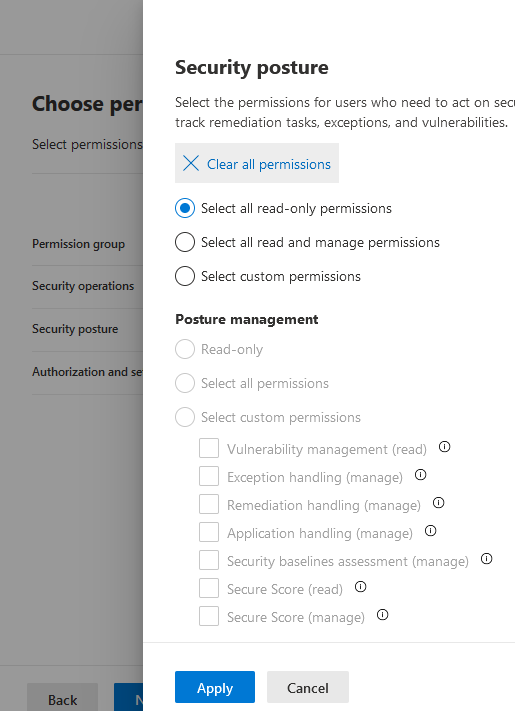 Security posture
Select the permissions for users who need to act on
track remediation tasks, exceptions, and vulnerabilities.
Clear all permissions
Select all read-only permissions
Select all read and manage permissions
Select custom permissions
Posture management
Read-only
Select all permissions
Select custom permissions
Vulnerability management (read)
Exception handling (manage)
Remediation handling (manage)
Application handling (manage)
Security baselines assessment (manage)
Secure Score (read)
Secure Score (manage)
Apply
Cancel
Choose per
Select permissions
Permission group
Security operations
Security posture
Authorization and se
Back
N